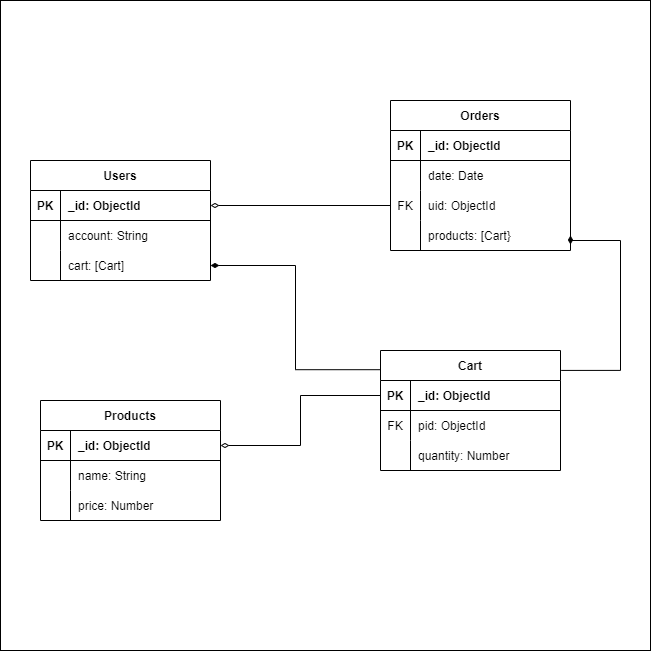 Orders
PK _id: ObjectId
date: Date
FK uid: ObjectId
products: [Cart}
Users
PK _id: ObjectId
account: String
cart: [Cart]
Cart
PK _id: ObjectId
FK pid: ObjectId
quantity: Number
Products
PK _id: ObjectId
name: String
price: Number